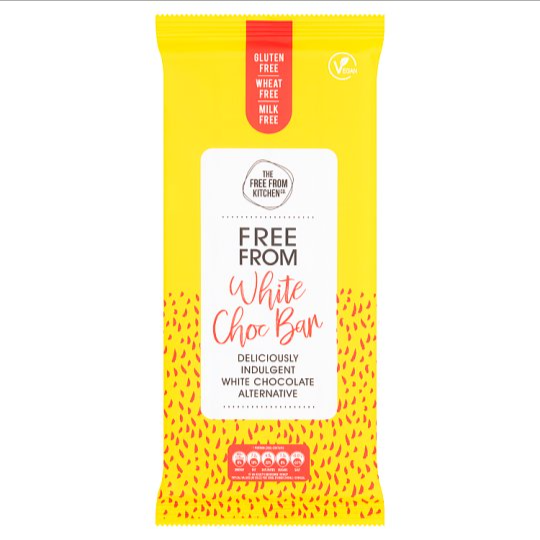 GLUTEN
FREE
WHEAT
FREE
MILK
FREE
VEGAN
THE
FREE FROM
KITCHEN CO.
FREE
FROM
White
Choc Bar
DELICIOUSLY
INDULGENT
WHITE CHOCOLATE
ALTERNATIVE